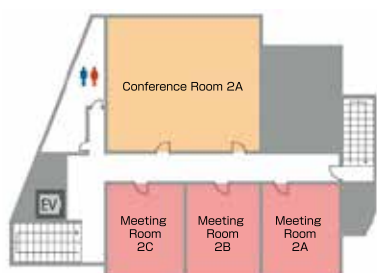 Conference Room 2A
EV
Meeting
Room
2C
Meeting
Room
2B
Meeting
Room
2A